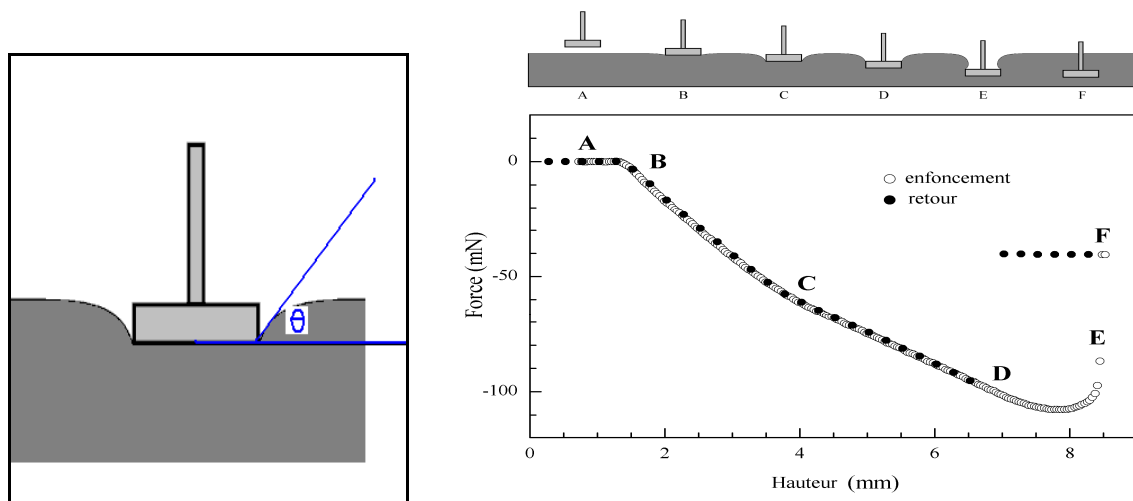 θ
A B C D E F
A
0
B
○ enfoncement
● retour
F
-50
C
Force (mN)
E
D
-100
0 2 4 6 8
Hauteur (mm)